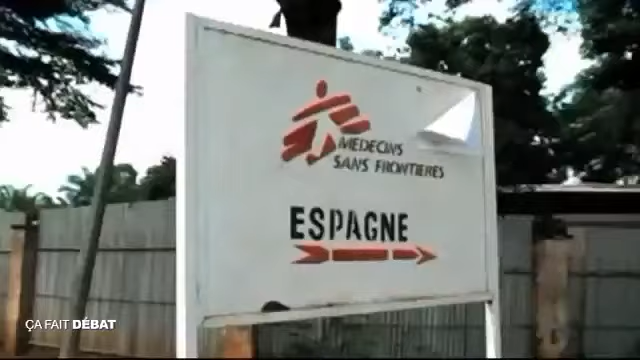 MEDECINS
SANS FRONTIERES
ESPAGNE
ÇA FAIT DÉBAT